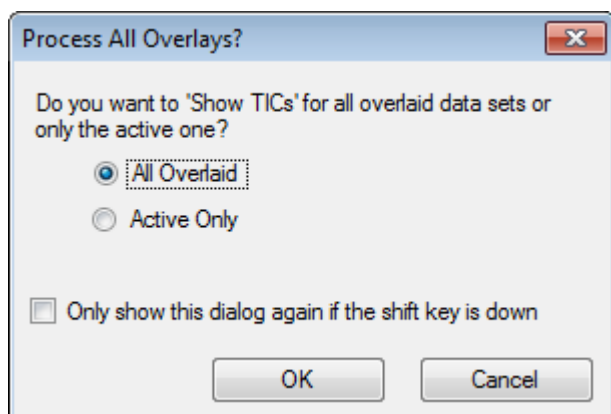 Process All Overlays?
Do you want to 'Show TICs' for all overlaid data sets or
only the active one?
All Overlaid
Active Only
Only show this dialog again if the shift key is down
OK
Cancel